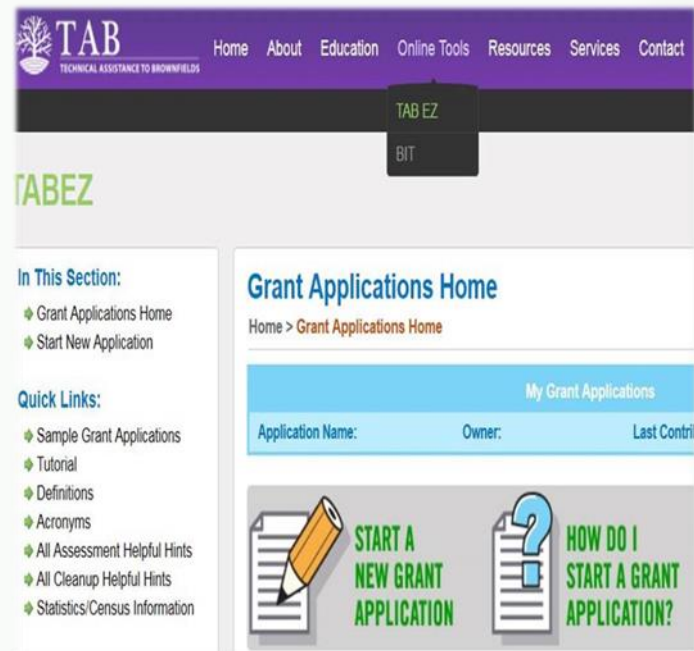 TAB
TECHNICAL ASSISTANCE TO BROWNFIELDS
Home About Education Online Tools Resources Services Contact
TAB EZ
BIT
TABEZ
In This Section:
Grant Applications Home
Start New Application
Quick Links:
Sample Grant Applications
Tutorial
Definitions
Acronyms
All Assessment Helpful Hints
All Cleanup Helpful Hints
Statistics/Census Information
Grant Applications Home
Home > Grant Applications Home
My Grant Applications
Application Name: Owner: Last Contri
START A
NEW GRANT
APPLICATION
HOW DO I
START A GRANT
APPLICATION?